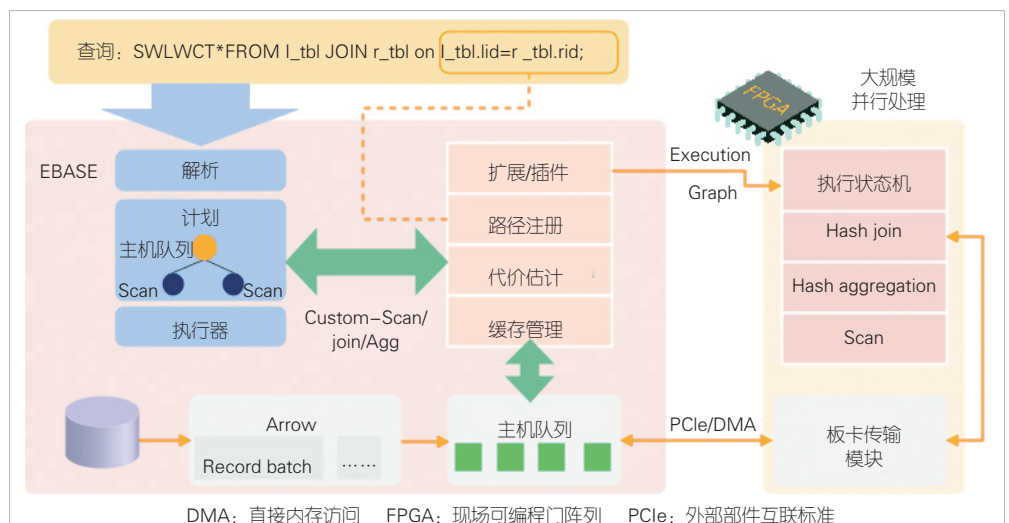 查询：SWLWCT*FROM l_tbl JOIN r_tbl on l_tbl.lid=r _tbl.rid;
大规模
并行处理
FPGA
EBASE
解析
计划
主机队列
Scan
Scan
执行器
Custom-Scan/
join/Agg
扩展/插件
路径注册
代价估计
缓存管理
Execution
Graph
执行状态机
Hash join
Hash aggregation
Scan
Arrow
Record batch
……
主机队列
PCIe/DMA
板卡传输
模块
DMA：直接内存访问 FPGA：现场可编程门阵列 PCIe：外部部件互联标准